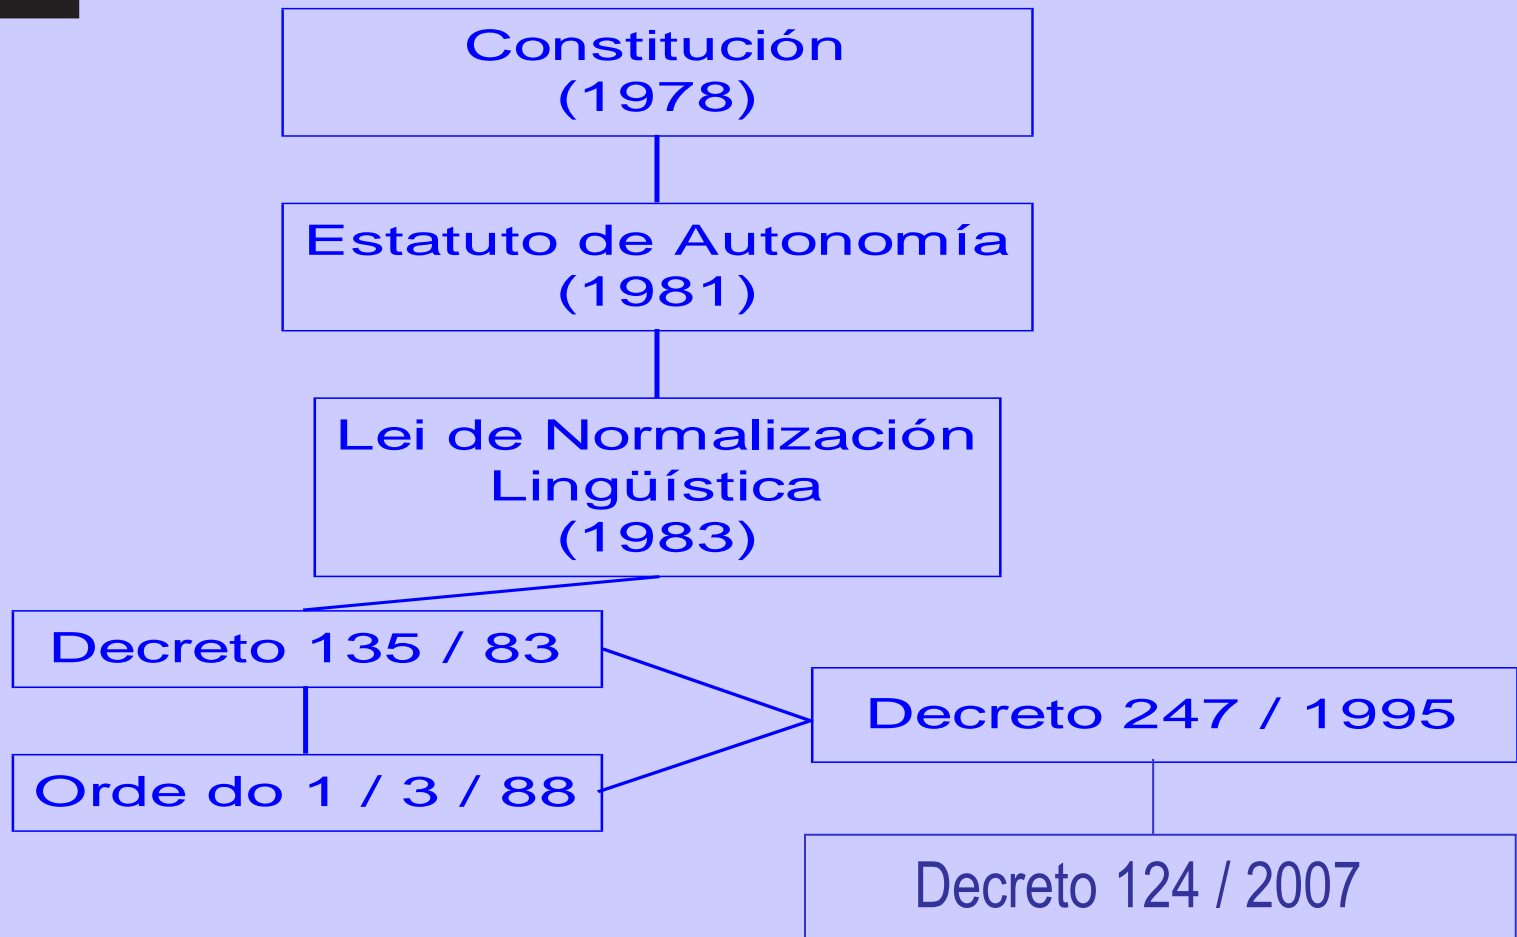 Constitución
(1978)
Estatuto de Autonomía
(1981)
Lei de Normalización
Lingüística
(1983)
Decreto 135 / 83
Decreto 247 / 1995
Orde do 1 / 3 / 88
Decreto 124 / 2007